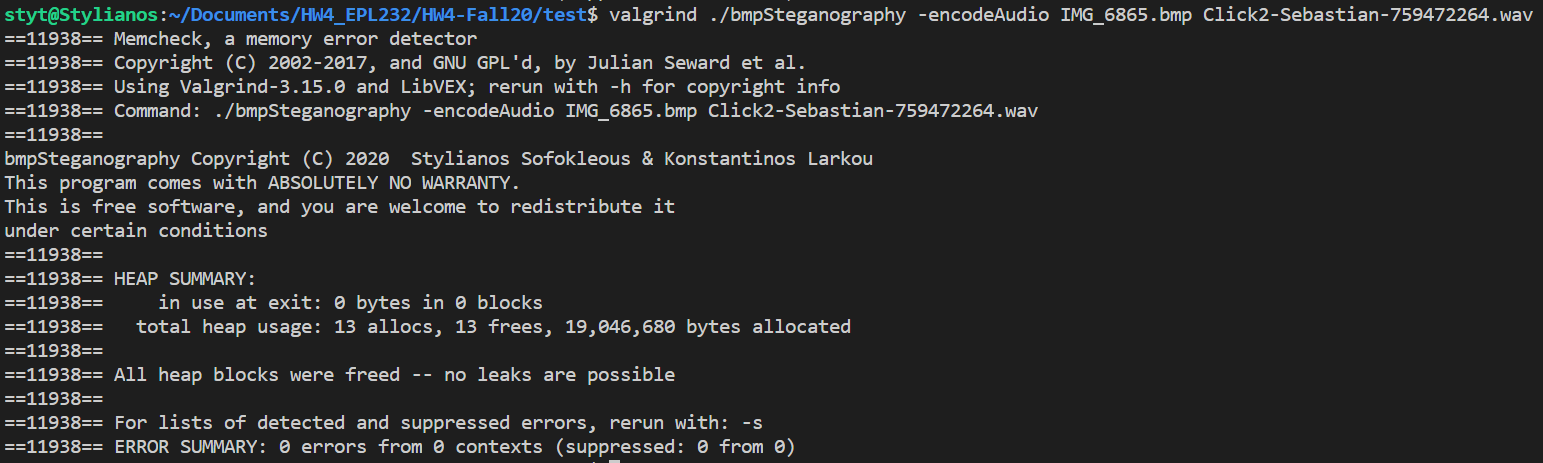 styt@Stylianos:~/Documents/HW4_EPL232/HW4-Fall20/test$ valgrind ./bmpSteganography -encodeAudio IMG_6865.bmp Click2-Sebastian-759472264.wav
==11938== Memcheck, a memory error detector
==11938== Copyright (C) 2002-2017, and GNU GPL'd, by Julian Seward et al.
==11938== Using Valgrind-3.15.0 and LibVEX; rerun with -h for copyright info
==11938== Command: ./bmpSteganography -encodeAudio IMG_6865.bmp Click2-Sebastian-759472264.wav
==11938==
bmpSteganography Copyright (C) 2020  Stylianos Sofokleous & Konstantinos Larkou
This program comes with ABSOLUTELY NO WARRANTY.
This is free software, and you are welcome to redistribute it
under certain conditions
==11938==
==11938== HEAP SUMMARY:
==11938==     in use at exit: 0 bytes in 0 blocks
==11938==   total heap usage: 13 allocs, 13 frees, 19,046,680 bytes allocated
==11938==
==11938== All heap blocks were freed -- no leaks are possible
==11938==
==11938== For lists of detected and suppressed errors, rerun with: -s
==11938== ERROR SUMMARY: 0 errors from 0 contexts (suppressed: 0 from 0)